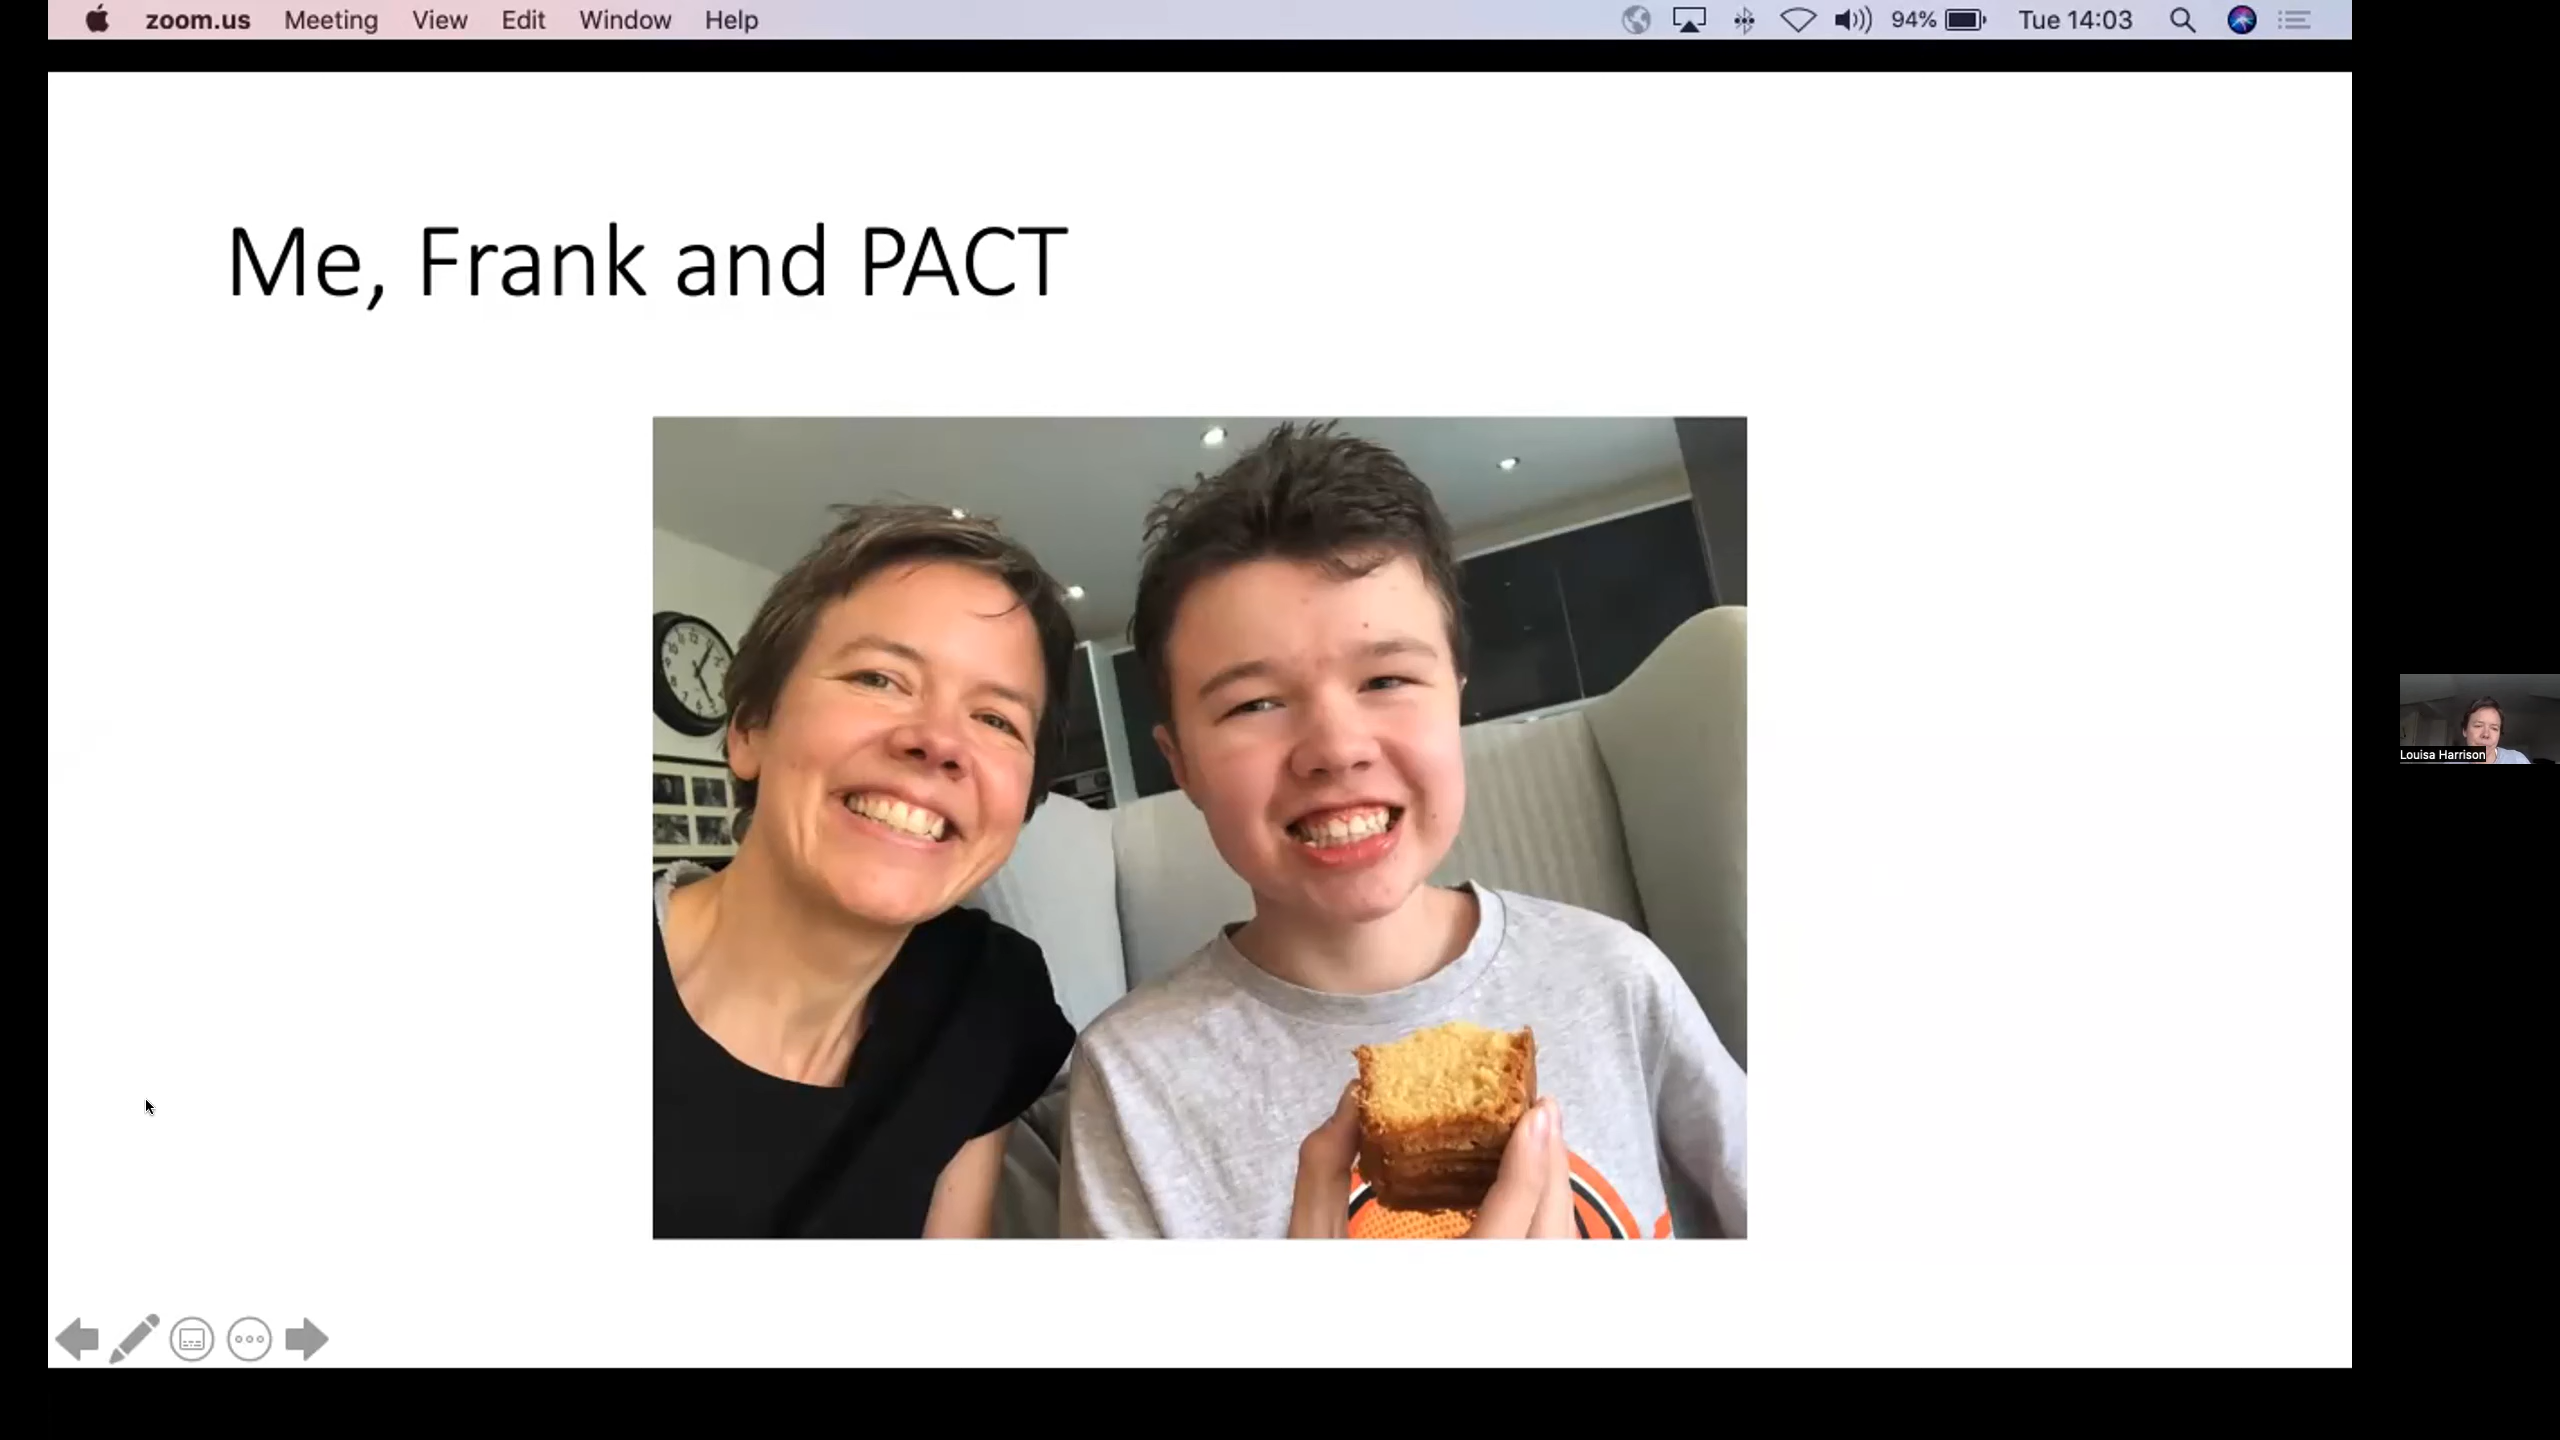 zoom.us Meeting View Edit Window Help 94% Tue 14:03
Me, Frank and PACT
Louisa Harrison